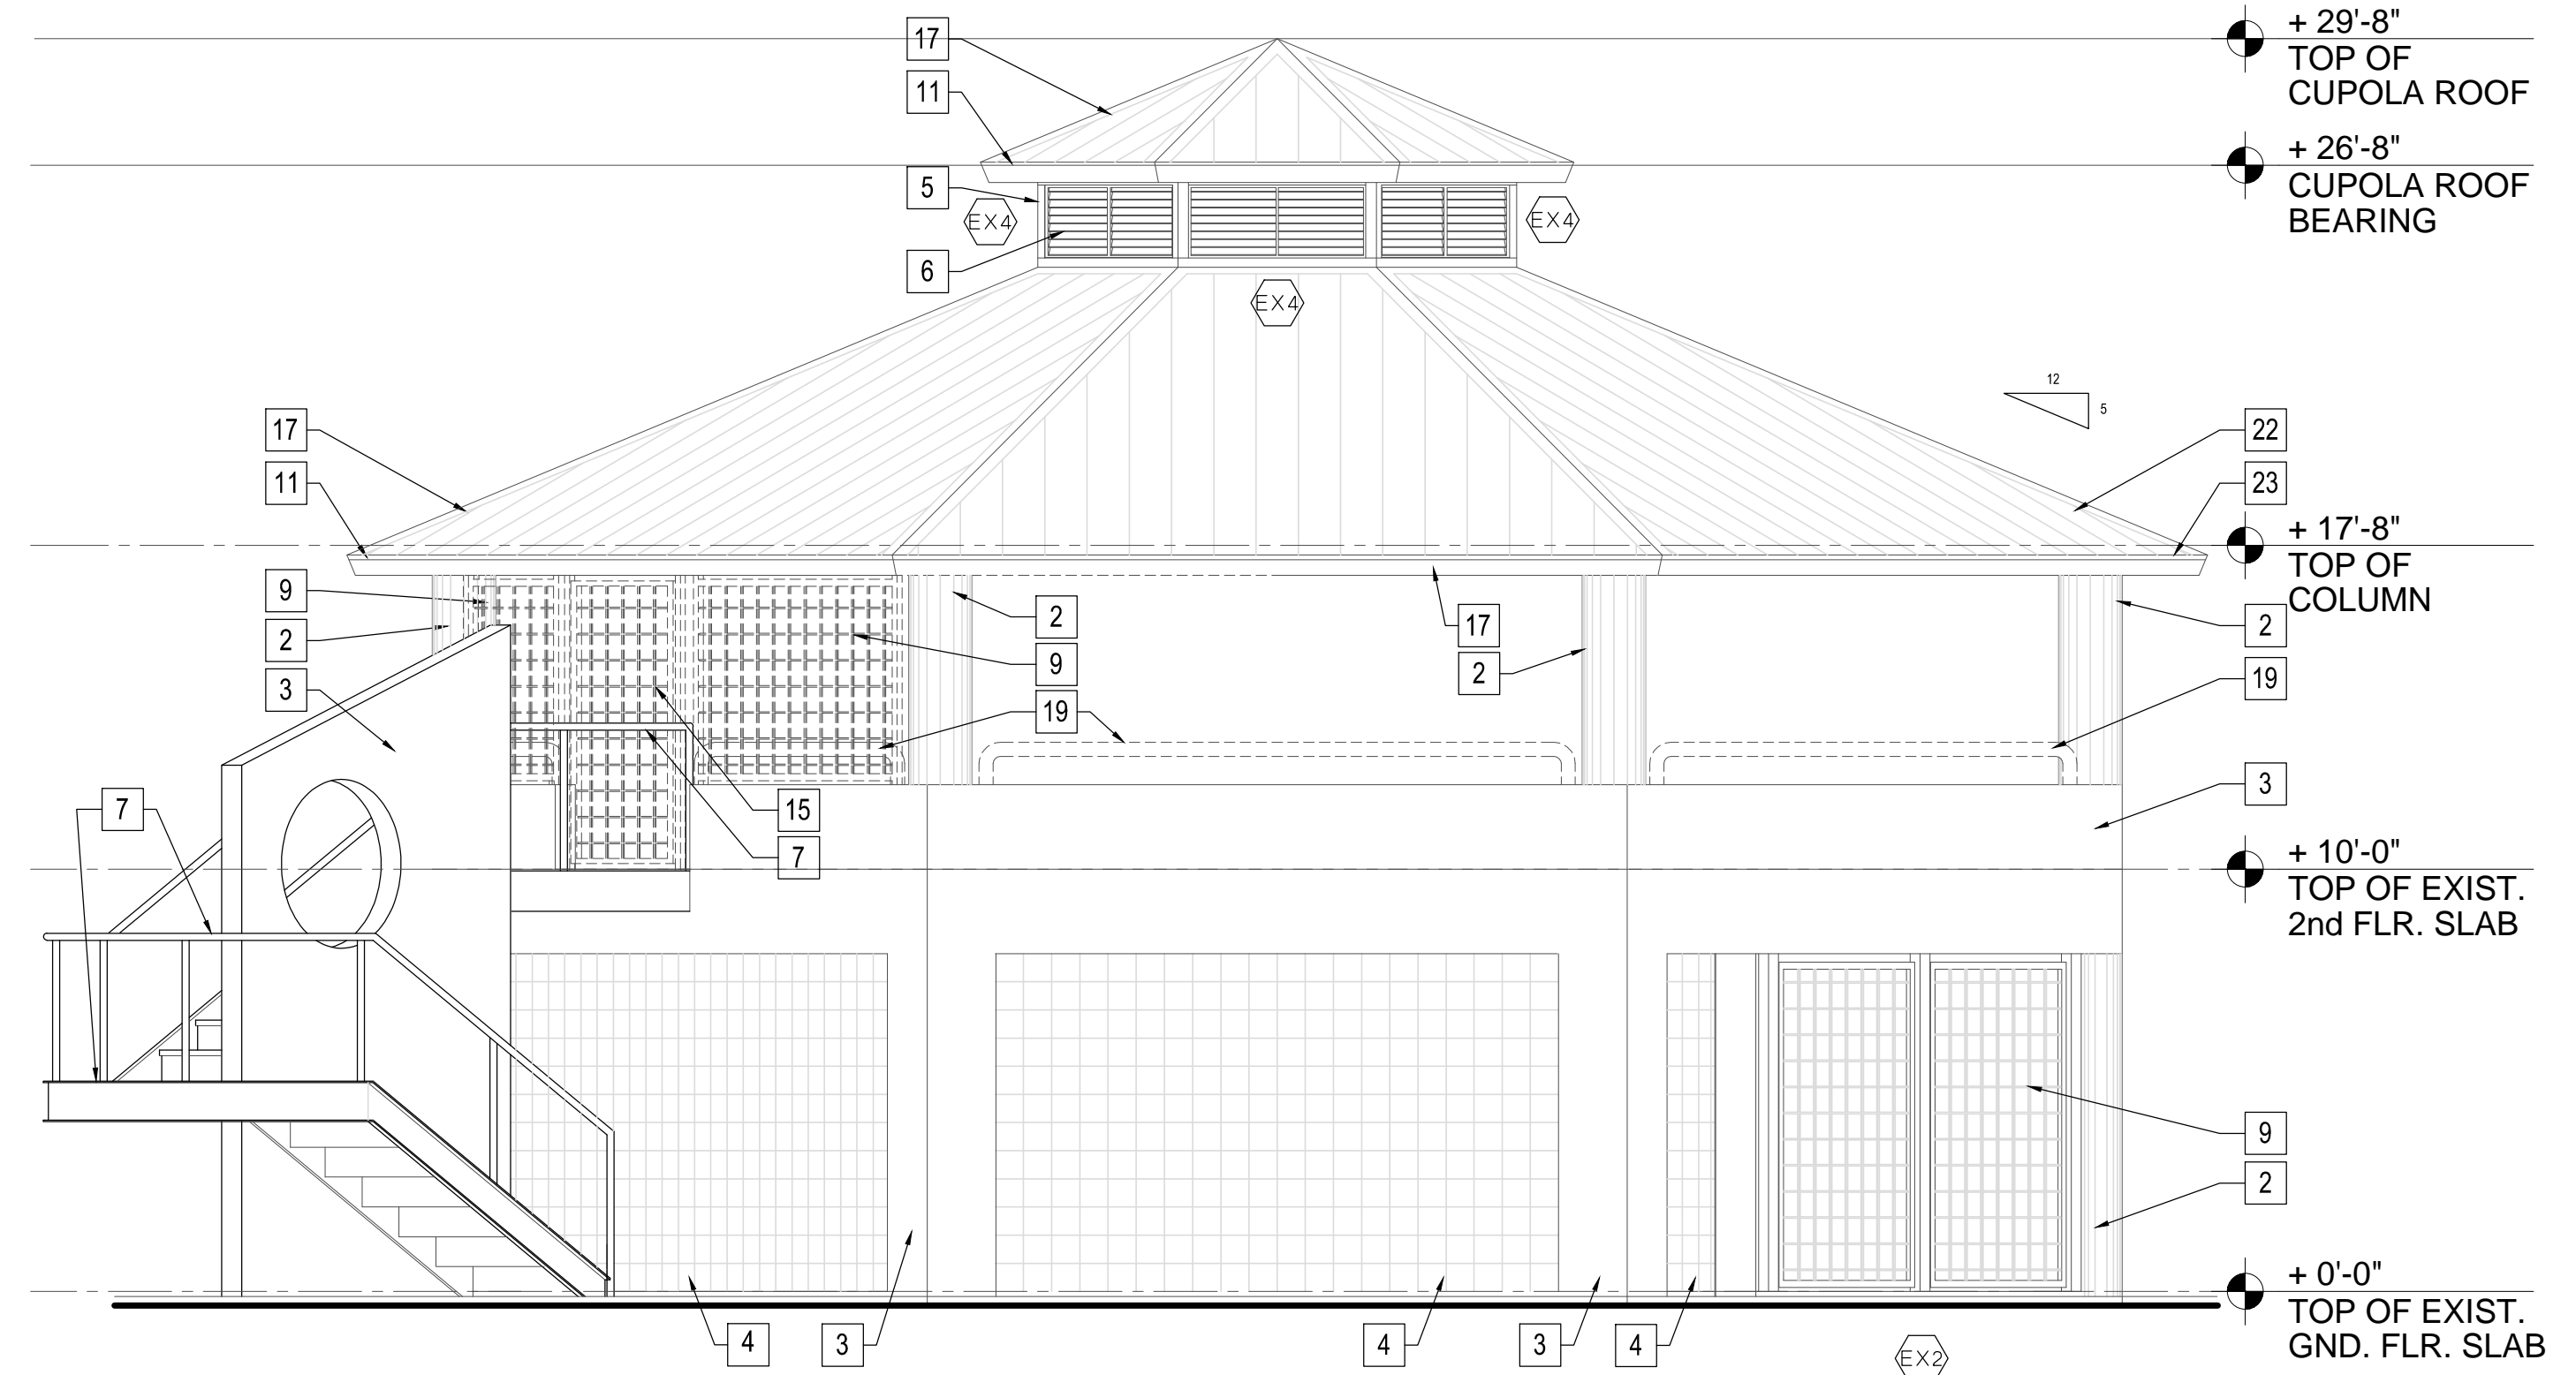 17
+ 29'-8"
TOP OF
CUPOLA ROOF
11
+ 26'-8"
CUPOLA ROOF
BEARING
5
EX4
EX4
6
EX4
12
5
17
22
11
23
+ 17'-8"
TOP OF
COLUMN
9
2
2
17
2
3
9
2
19
19
7
15
3
7
+ 10'-0"
TOP OF EXIST.
2nd FLR. SLAB
7
9
2
+ 0'-0"
TOP OF EXIST.
GND. FLR. SLAB
4
3
4
3
4
EX2